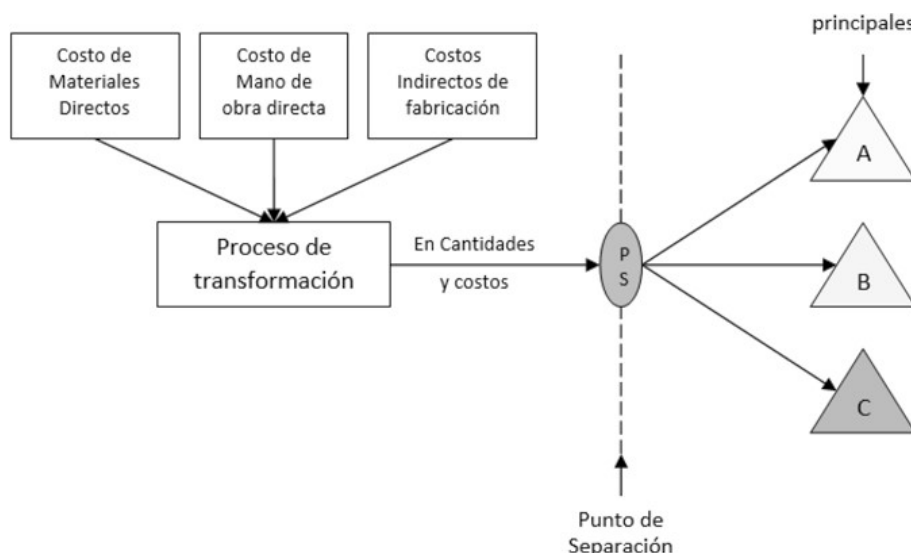 principales
Costo de
Materiales
Directos
Costo de
Mano de
obra directa
Costos
Indirectos de
fabricación
A
Proceso de
transformación
En Cantidades
y costos
P
S
B
C
Punto de
Separación